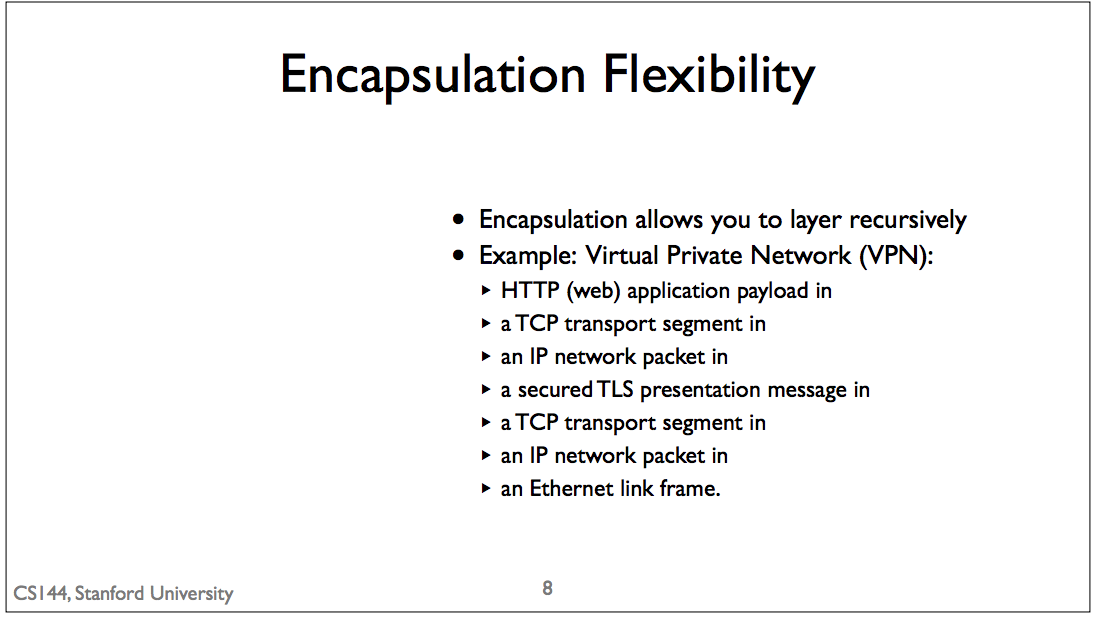 Encapsulation Flexibility
• Encapsulation allows you to layer recursively
• Example: Virtual Private Network (VPN):
‣ HTTP (web) application payload in
‣ a TCP transport segment in
‣ an IP network packet in
‣ a secured TLS presentation message in
‣ a TCP transport segment in
‣ an IP network packet in
‣ an Ethernet link frame.
CS144, Stanford University
8